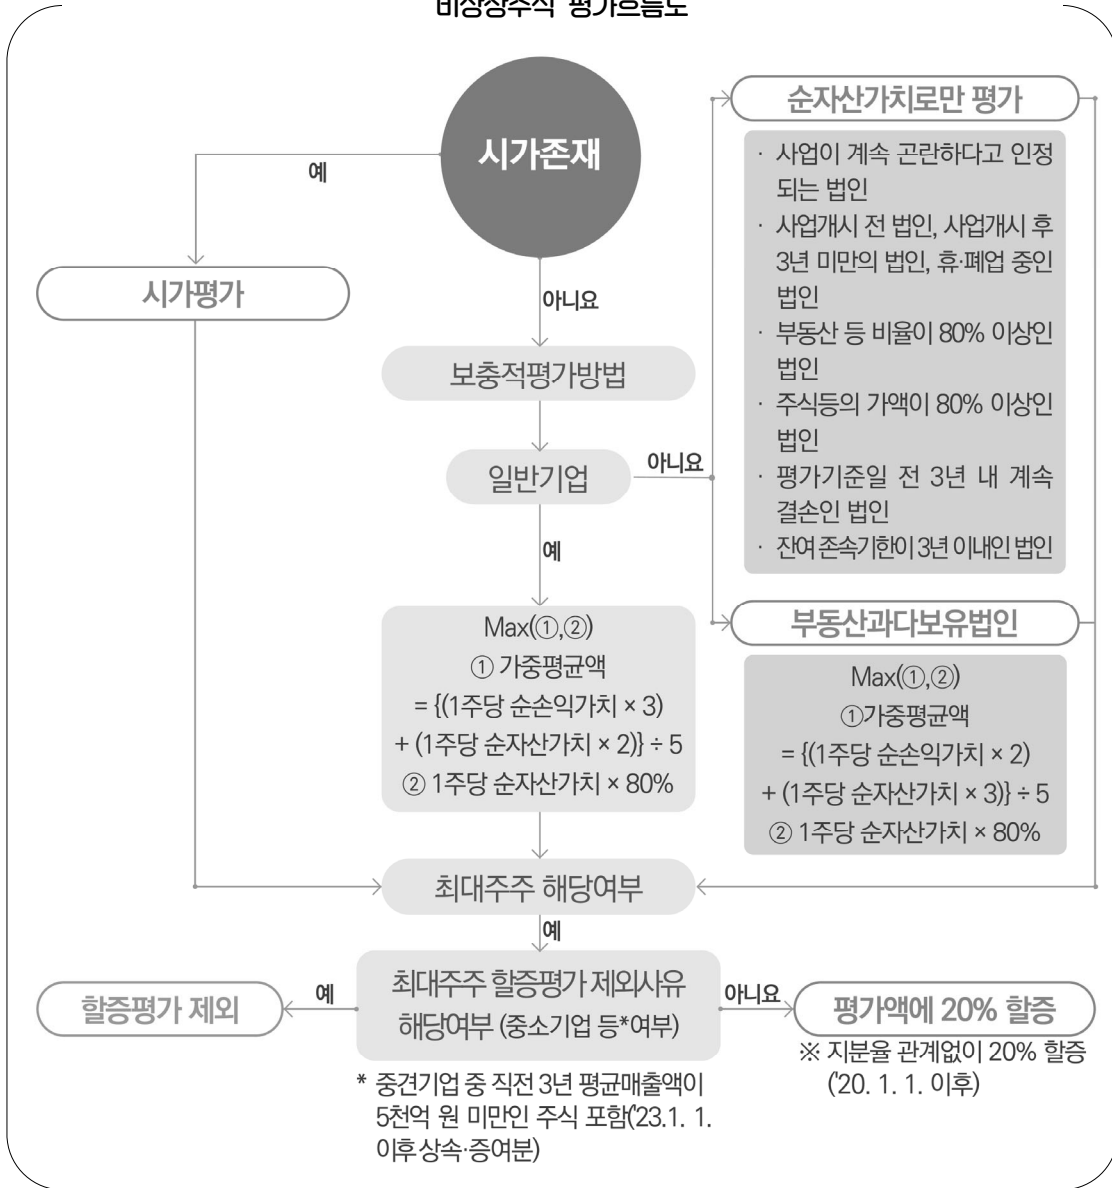 비상장주식 평가흐름도
시가존재
예
시가평가
아니요
보충적평가방법
일반기업
아니요
예
Max(①,②)
① 가중평균액
= {(1주당 순손익가치 × 3)
+ (1주당 순자산가치 × 2)} ÷ 5
② 1주당 순자산가치 × 80%
순자산가치로만 평가
· 사업이 계속 곤란하다고 인정
되는 법인
· 사업개시 전 법인, 사업개시 후
3년 미만의 법인, 휴·폐업 중인
법인
· 부동산 등 비율이 80% 이상인
법인
· 주식등의 가액이 80% 이상인
법인
· 평가기준일 전 3년 내 계속
결손인 법인
· 잔여 존속기한이 3년 이내인 법인
부동산과다보유법인
Max(①,②)
①가중평균액
= {(1주당 순손익가치 × 2)
+ (1주당 순자산가치 × 3)} ÷ 5
② 1주당 순자산가치 × 80%
최대주주 해당여부
예
최대주주 할증평가 제외사유
해당여부 (중소기업 등*여부)
예
할증평가 제외
아니요
평가액에 20% 할증
※ 지분율 관계없이 20% 할증
('20. 1. 1. 이후)
* 중견기업 중 직전 3년 평균매출액이
5천억 원 미만인 주식 포함('23.1. 1.
이후 상속·증여분)